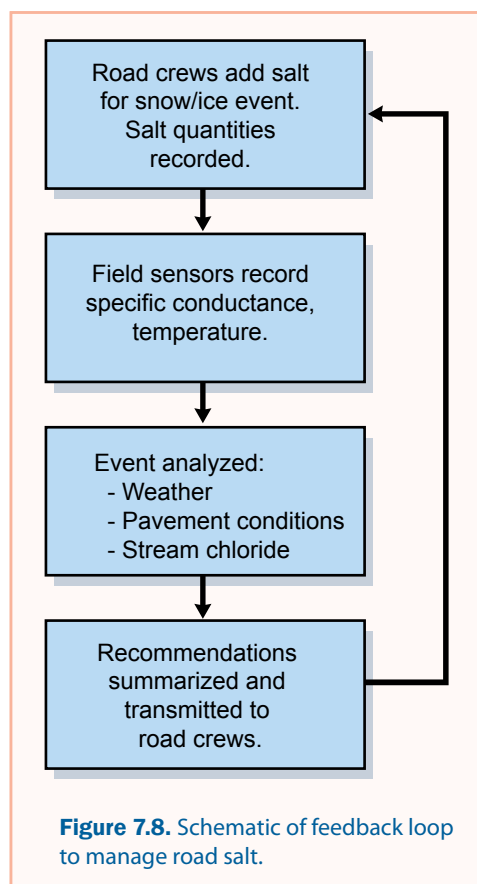 Road crews add salt
for snow/ice event.
Salt quantities
recorded.
Field sensors record
specific conductance,
temperature.
Event analyzed:
- Weather
- Pavement conditions
- Stream chloride
Recommendations
summarized and
transmitted to
road crews.
Figure 7.8. Schematic of feedback loop
to manage road salt.